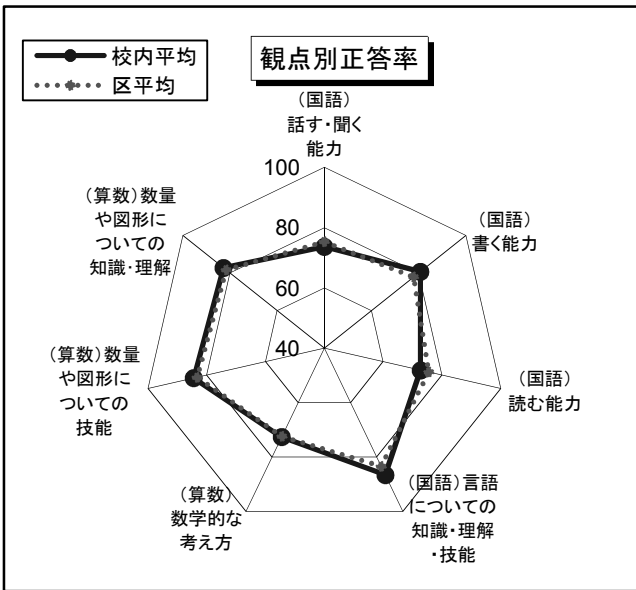 校内平均
区平均
観点別正答率
(国語)
話す・聞く
能力
(国語)
書く能力
(国語)
読む能力
(国語)言語
についての
知識・理解
・技能
(算数)
数学的な
考え方
(算数)数量
や図形に
ついての
技能
(算数)数量
や図形に
ついての
知識・理解
100
80
60
40